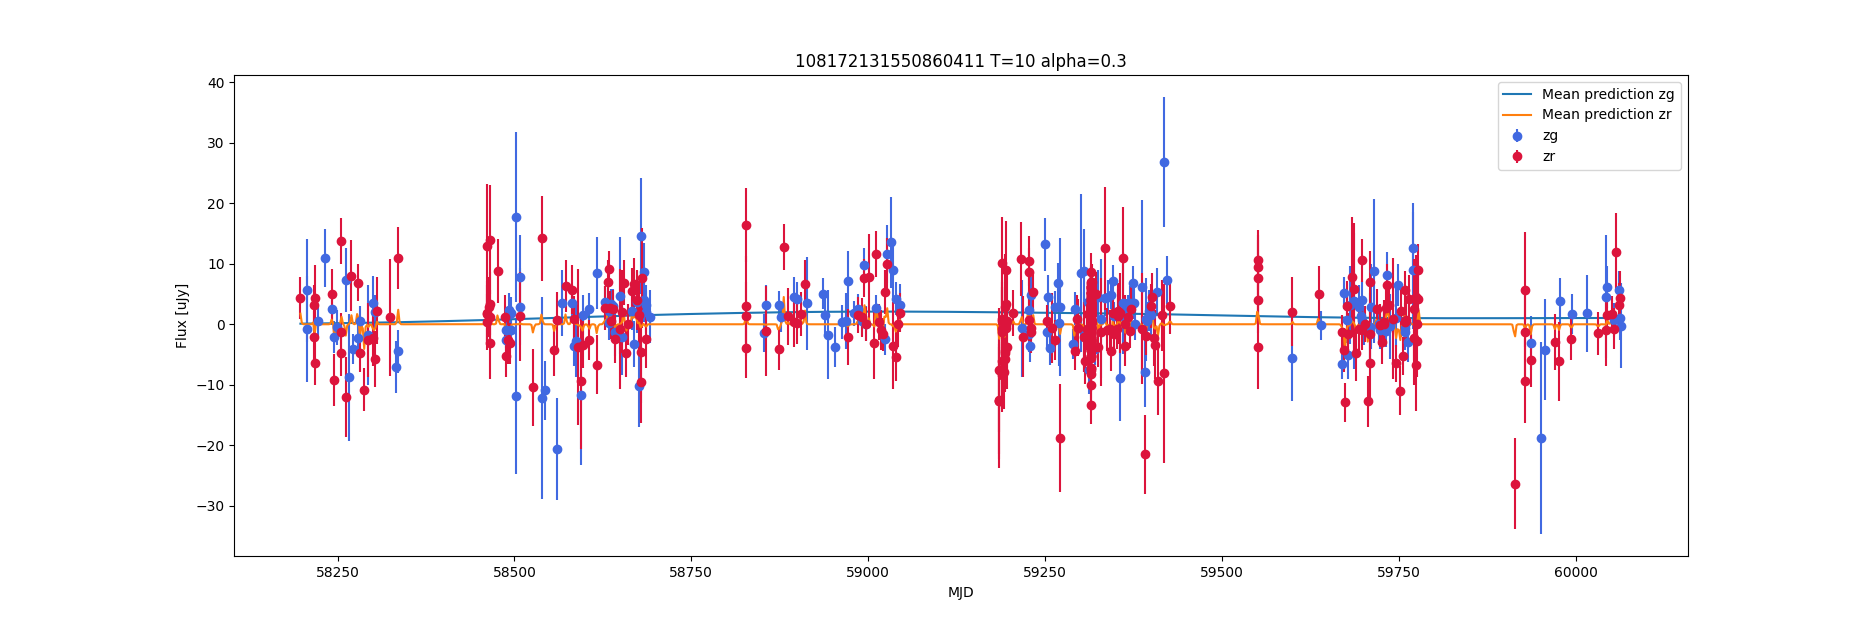 108172131550860411 T=10 alpha=0.3
Flux [uJy]
40
30
20
10
0
−10
−20
−30
58250
58500
58750
59000
59250
59500
59750
60000
MJD
Mean prediction zg
Mean prediction zr
zg
zr